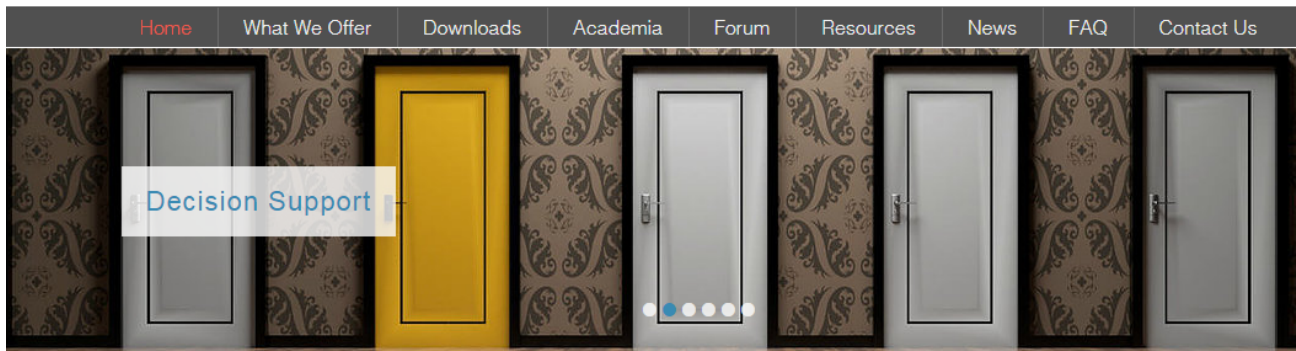 Home What We Offer Downloads Academia Forum Resources News FAQ Contact Us
Decision Support